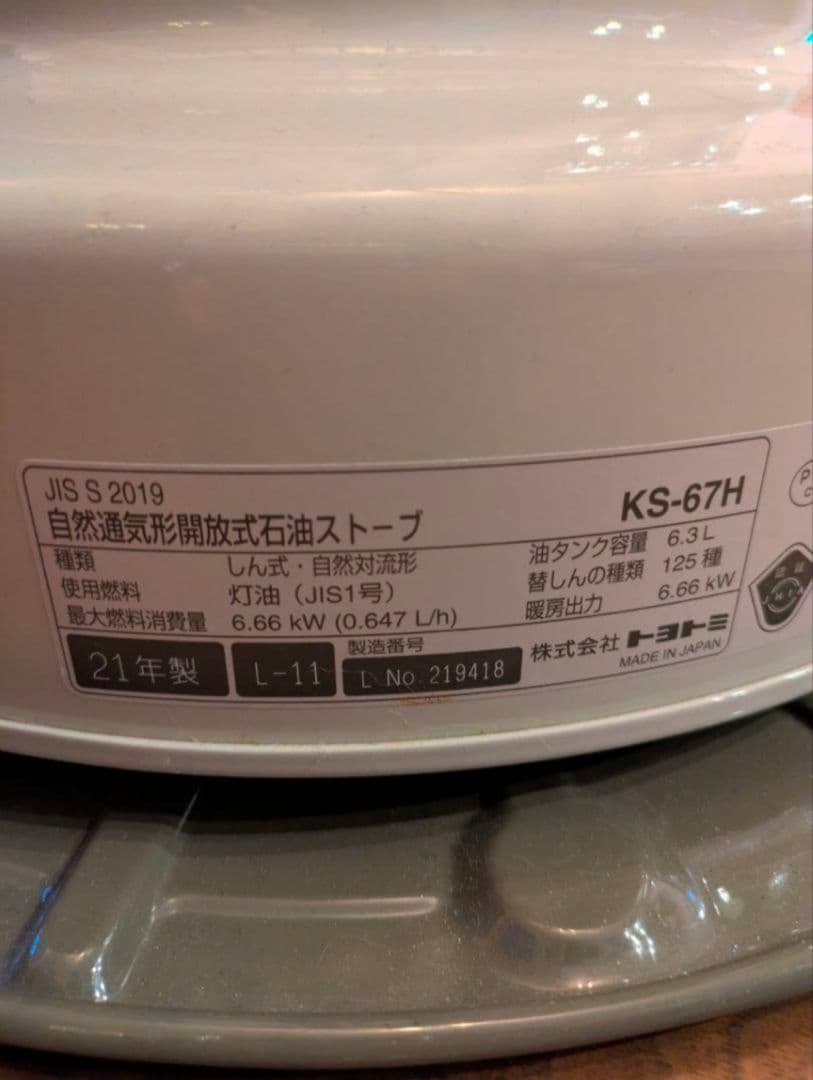 JIS S 2019
KS-67H
自然通気形開放式石油ストーブ
種類 しん式・自然対流形
使用燃料 灯油（JIS1号）
最大燃料消費量 6.66 kW (0.647 L/h)
油タンク容量 6.3 L
替しんの種類 125 種
暖房出力 6.66 kW
21年製 L-11
製造番号
L No. 219418
株式会社 トヨトミ
MADE IN JAPAN